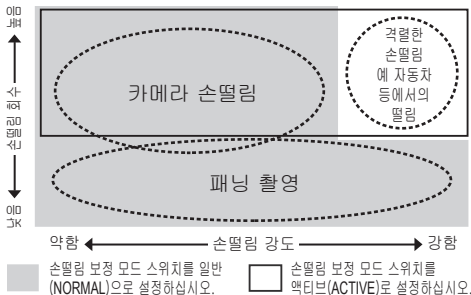 높음
손떨림 회수
낮음
카메라 손떨림
격렬한
손떨림
예 자동차
등에서의
떨림
패닝 촬영
약함
손떨림 강도
강함
손떨림 보정 모드 스위치를 일반
(NORMAL)으로 설정하십시오.
손떨림 보정 모드 스위치를
액티브(ACTIVE)로 설정하십시오.